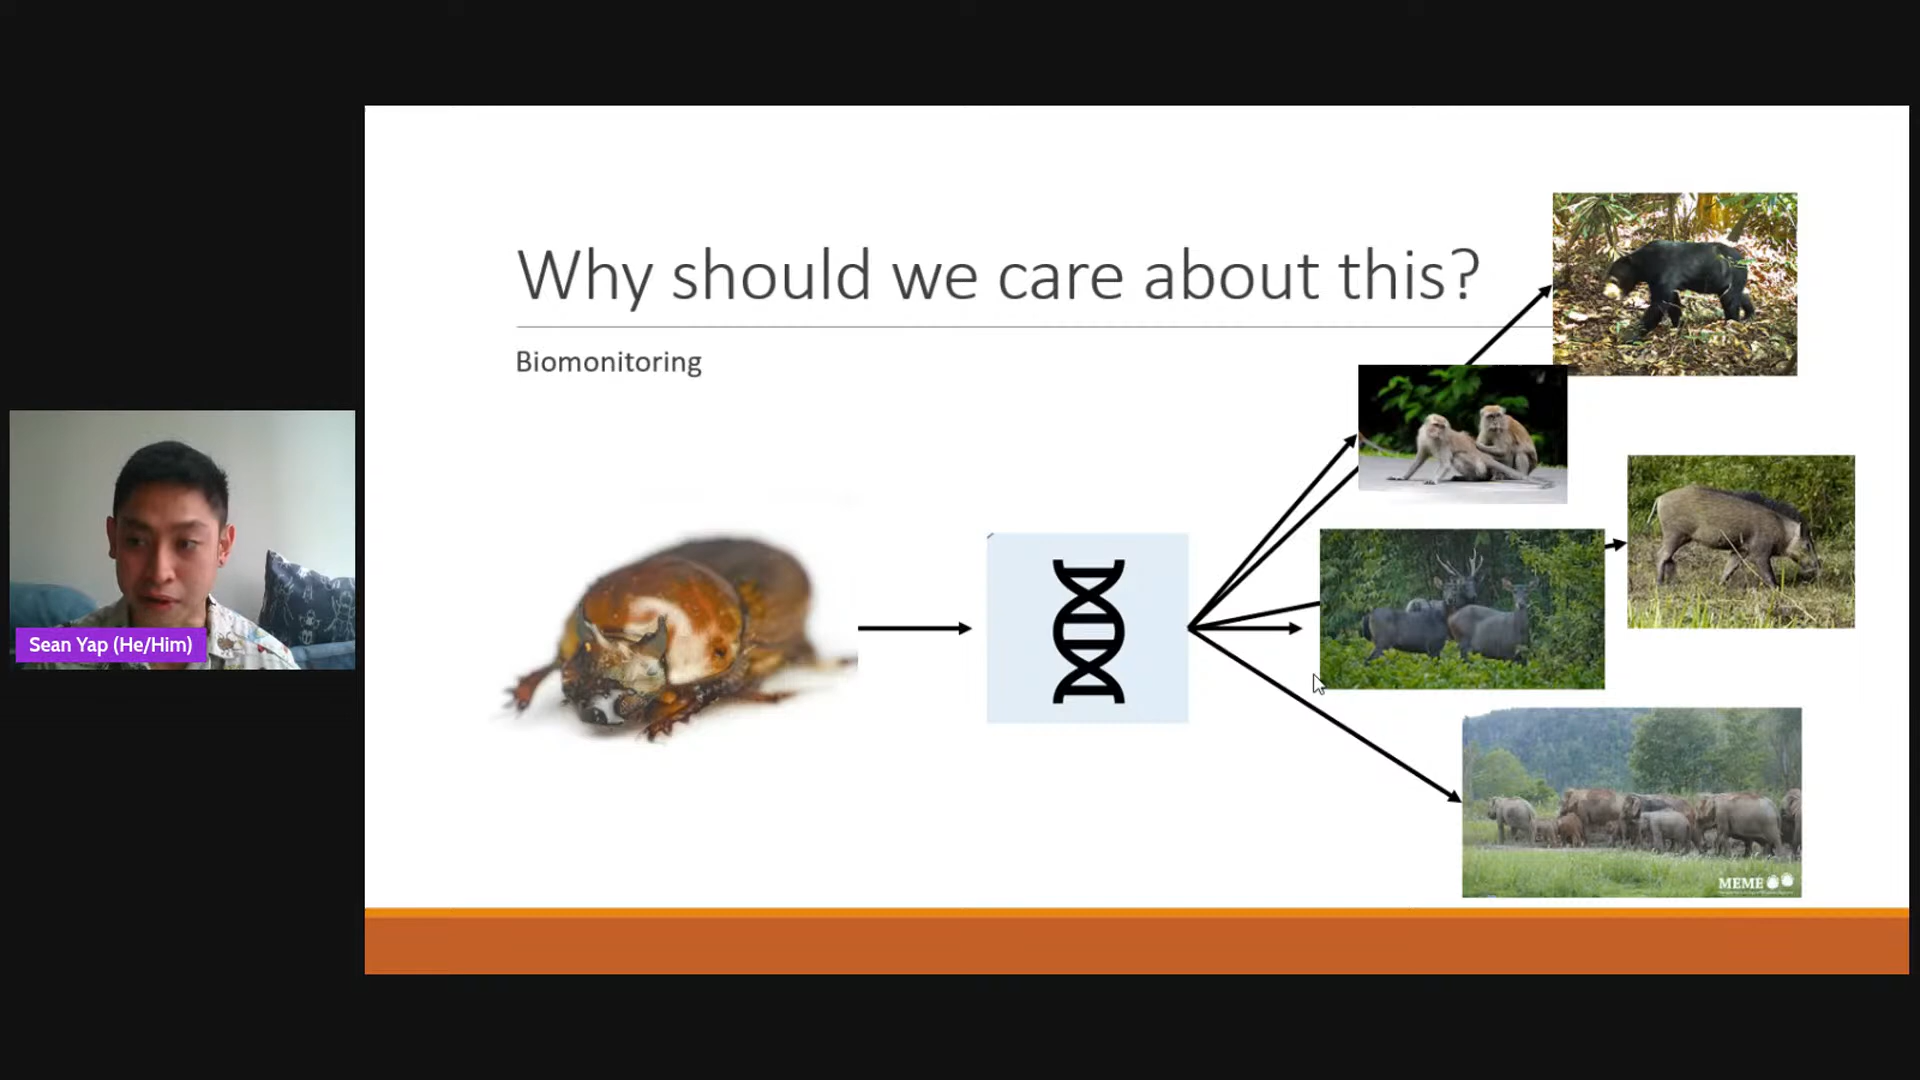 Why should we care about this?
Biomonitoring
Sean Yap (He/Him)
MEME